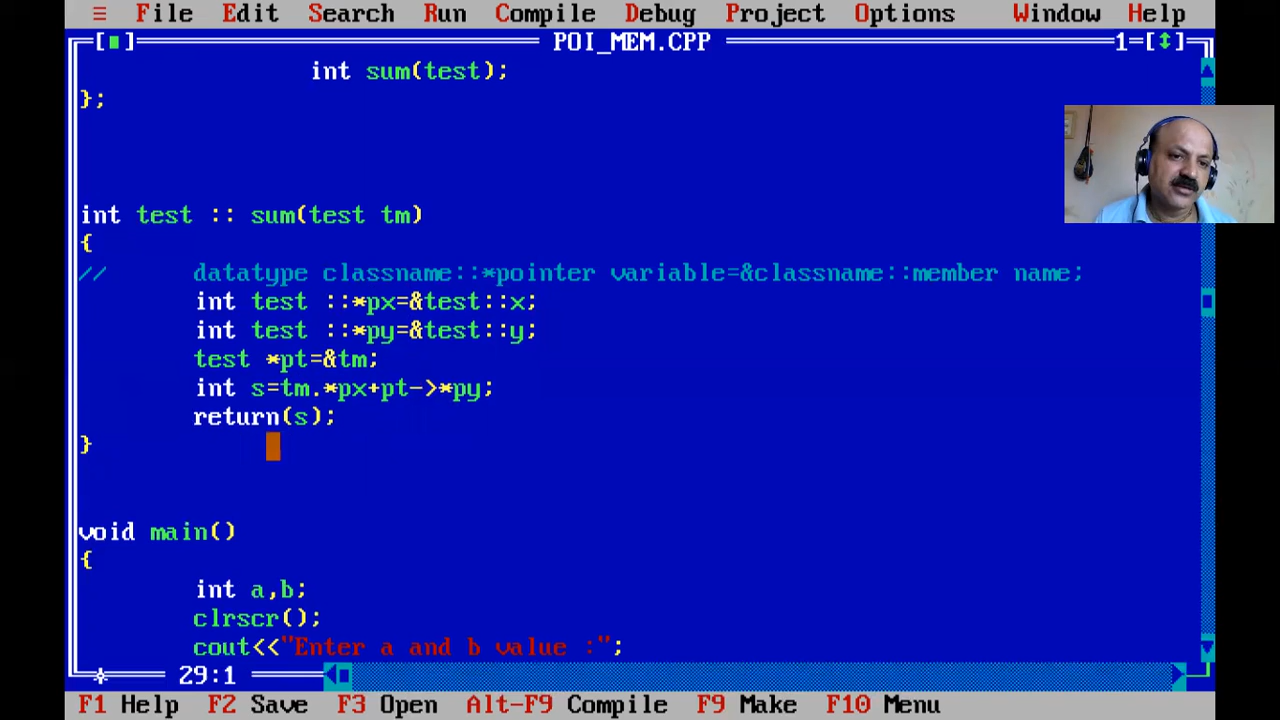 ≡ File Edit Search Run Compile Debug Project Options Window Help
[■] POI_MEM.CPP 1=[↕]
int sum(test);
};
int test :: sum(test tm)
{
// datatype classname::*pointer variable=&classname::member name;
int test ::*px=&test::x;
int test ::*py=&test::y;
test *pt=&tm;
int s=tm.*px+pt->*py;
return(s);
}
void main()
{
int a,b;
clrscr();
cout<<"Enter a and b value :";
29:1
F1 Help F2 Save F3 Open Alt-F9 Compile F9 Make F10 Menu